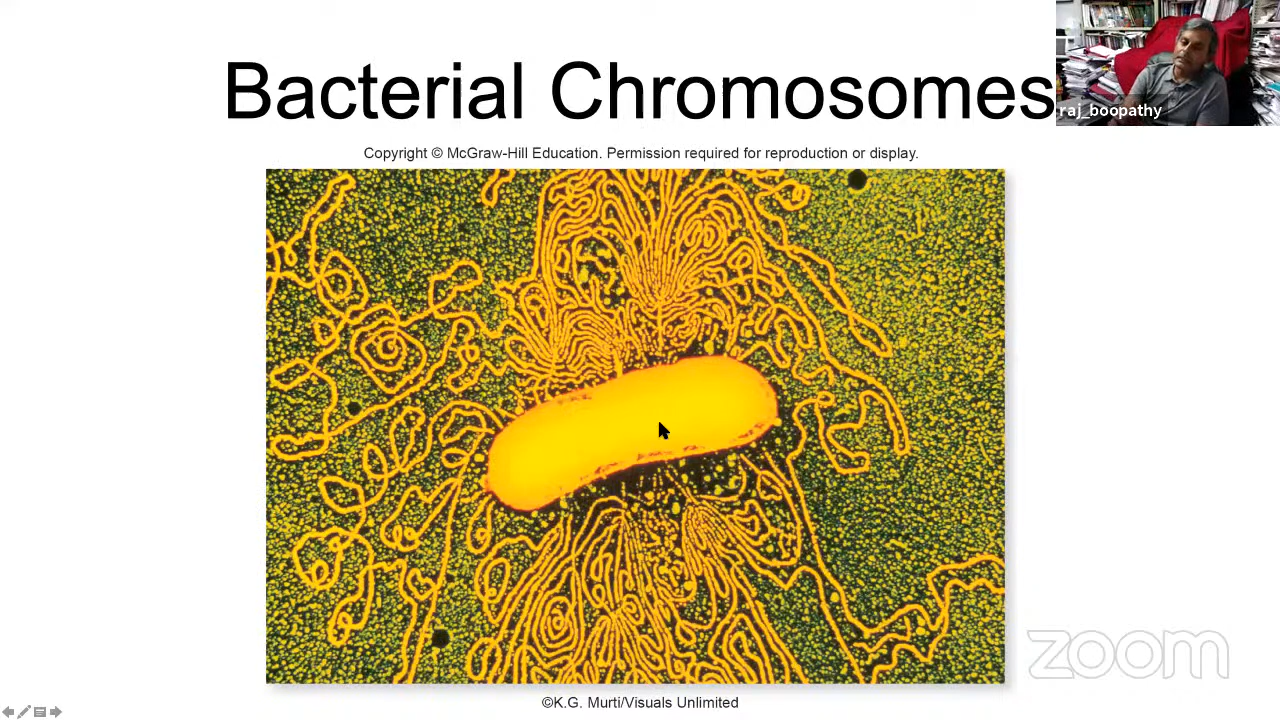 Bacterial Chromosomes
raj_boopathy
Copyright © McGraw-Hill Education. Permission required for reproduction or display.
zoom
©K.G. Murti/Visuals Unlimited